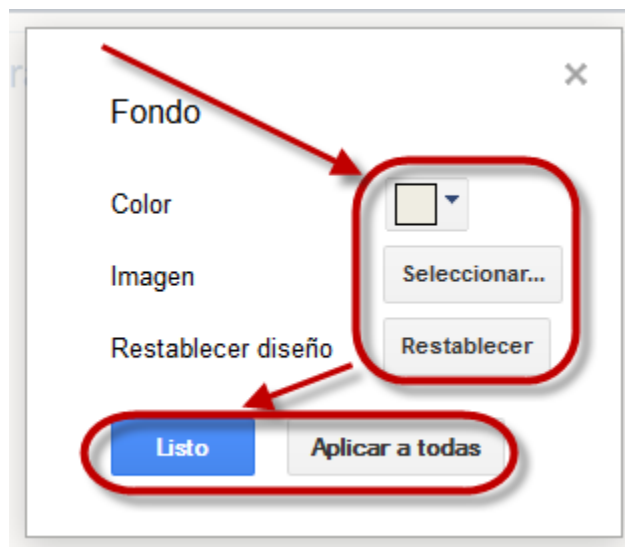 Fondo
Color
Imagen Seleccionar...
Restablecer diseño Restablecer
Listo Aplicar a todas